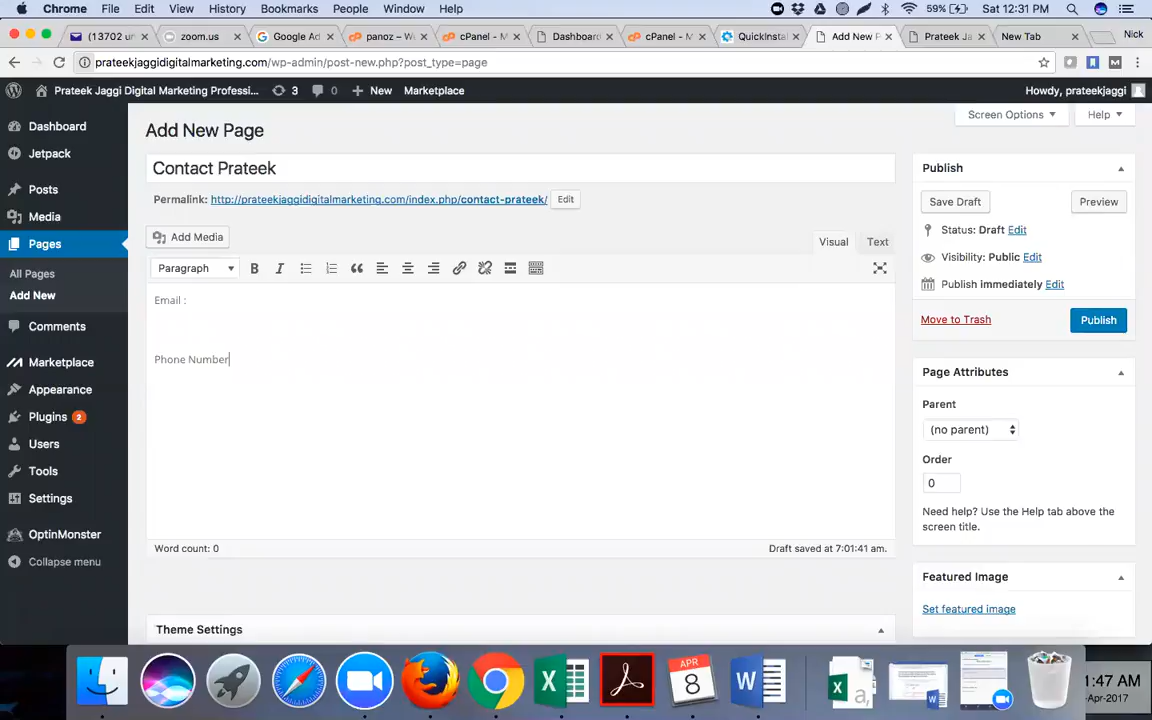 Chrome File Edit View History Bookmarks People Window Help 59% Sat 12:31 PM
(13702 un zoom.us Google Ad panoz – W cPanel - M Dashboard cPanel - M QuickInstal Add New P Prateek Ja New Tab Nick
prateekjaggidigitalmarketing.com/wp-admin/post-new.php?post_type=page
Prateek Jaggi Digital Marketing Professi... 3 0 New Marketplace Howdy, prateekjaggi
Screen Options Help
Dashboard
Jetpack
Posts
Media
Pages
All Pages
Add New
Comments
Marketplace
Appearance
Plugins 2
Users
Tools
Settings
OptinMonster
Collapse menu
Add New Page
Contact Prateek
Permalink: http://prateekjaggidigitalmarketing.com/index.php/contact-prateek/ Edit
Add Media
Visual Text
Paragraph B I
Email :
Phone Number
Word count: 0 Draft saved at 7:01:41 am.
Theme Settings
Publish
Save Draft Preview
Status: Draft Edit
Visibility: Public Edit
Publish immediately Edit
Move to Trash Publish
Page Attributes
Parent
(no parent)
Order
0
Need help? Use the Help tab above the
screen title.
Featured Image
Set featured image
APR
8
X
W
X a
W
1:47 AM
-Apr-2017